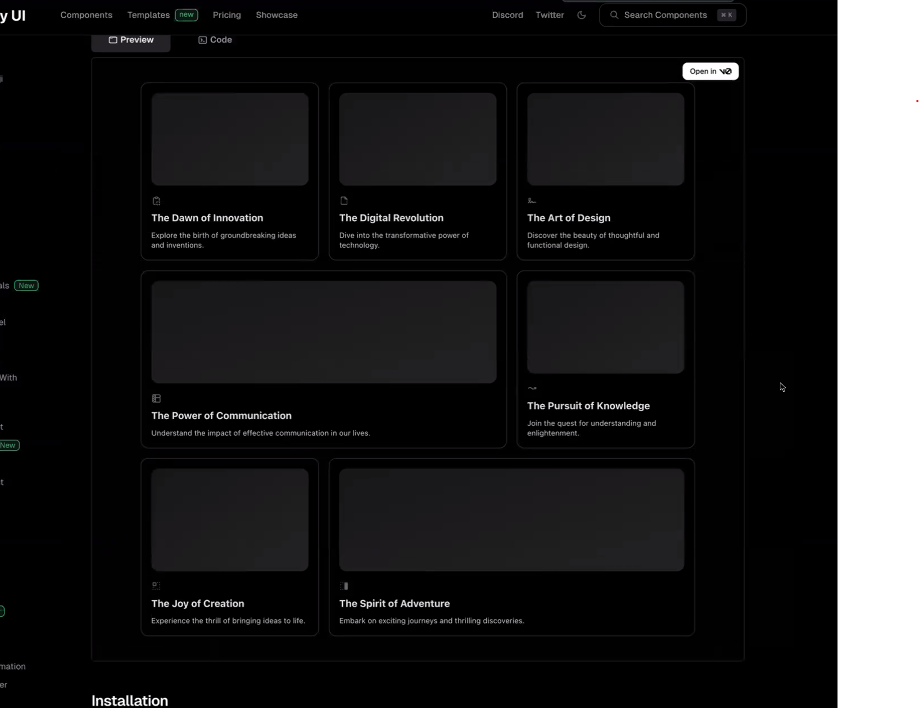 y UI
Components Templates new Pricing Showcase
Discord Twitter Search Components ⌘ K
Preview Code
Open in v0
The Dawn of Innovation
Explore the birth of groundbreaking ideas
and inventions.
The Digital Revolution
Dive into the transformative power of
technology.
The Art of Design
Discover the beauty of thoughtful and
functional design.
als New
el
With
The Power of Communication
Understand the impact of effective communication in our lives.
The Pursuit of Knowledge
Join the quest for understanding and
enlightenment.
t
New
t
The Joy of Creation
Experience the thrill of bringing ideas to life.
The Spirit of Adventure
Embark on exciting journeys and thrilling discoveries.
mation
er
Installation